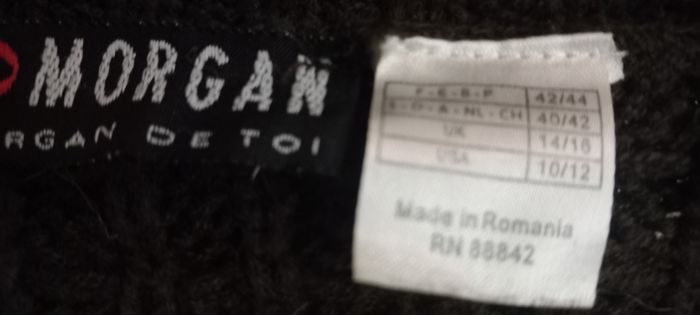 MORGAN
RGAN DE TOI
F - E - B - P 42/44
S - D - A - NL - CH 40/42
UK 14/16
USA 10/12
Made in Romania
RN 88842